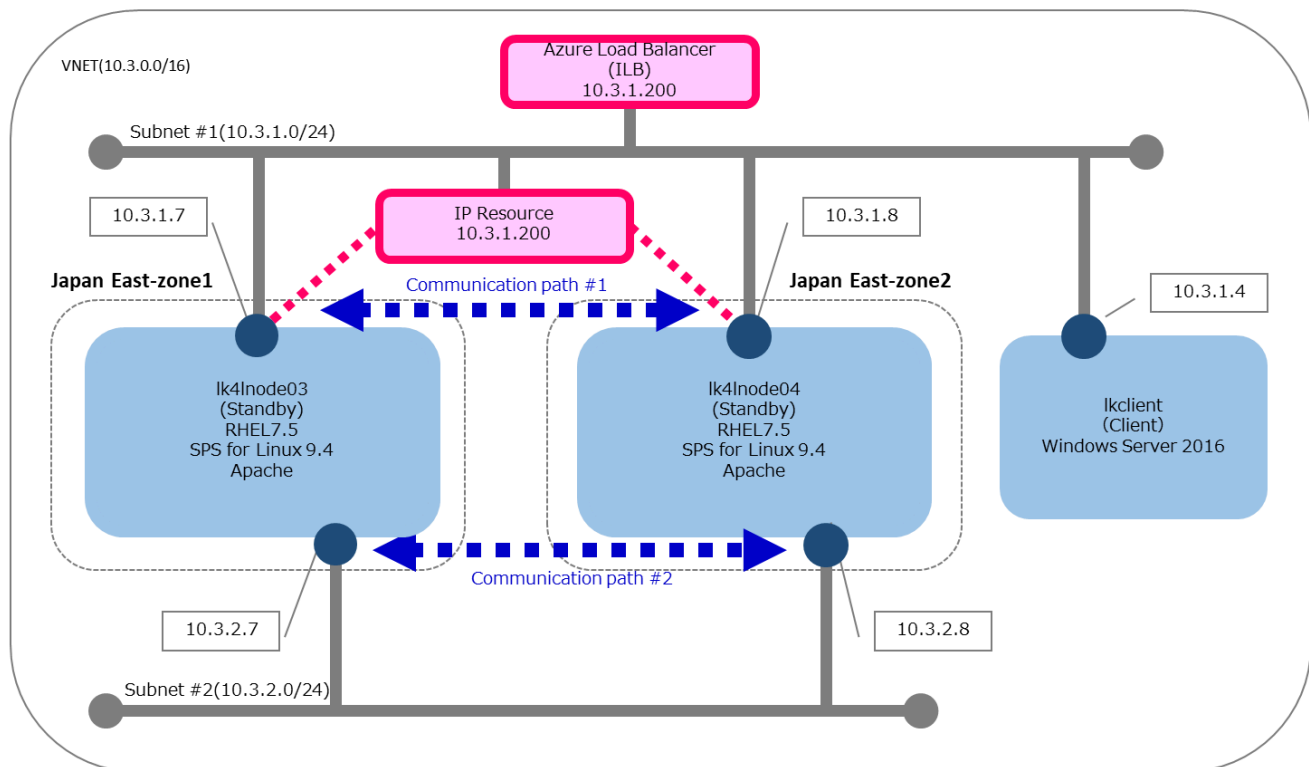 Azure Load Balancer
(ILB)
10.3.1.200
VNET(10.3.0.0/16)
Subnet #1(10.3.1.0/24)
10.3.1.7
IP Resource
10.3.1.200
10.3.1.8
Japan East-zone1
Communication path #1
Japan East-zone2
10.3.1.4
lk4lnode03
(Standby)
RHEL7.5
SPS for Linux 9.4
Apache
lk4lnode04
(Standby)
RHEL7.5
SPS for Linux 9.4
Apache
lkclient
(Client)
Windows Server 2016
Communication path #2
10.3.2.7
10.3.2.8
Subnet #2(10.3.2.0/24)